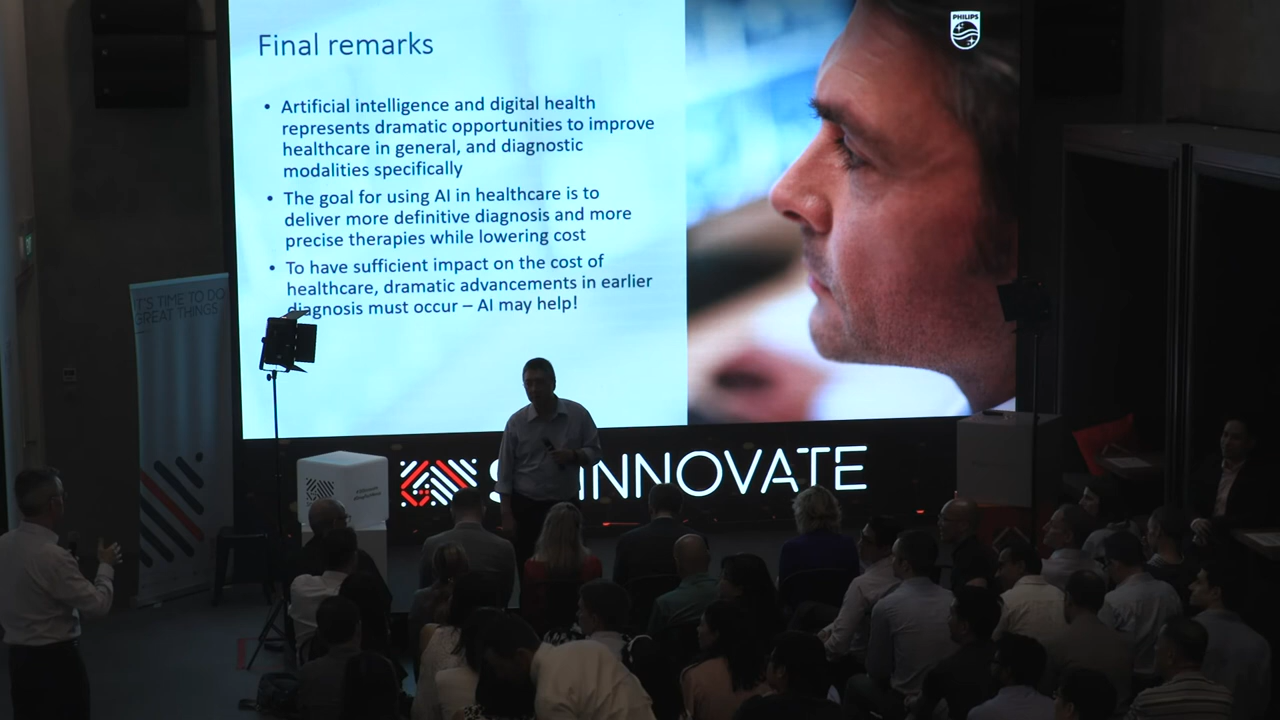 PHILIPS
Final remarks
• Artificial intelligence and digital health
represents dramatic opportunities to improve
healthcare in general, and diagnostic
modalities specifically
• The goal for using AI in healthcare is to
deliver more definitive diagnosis and more
precise therapies while lowering cost
• To have sufficient impact on the cost of
healthcare, dramatic advancements in earlier
diagnosis must occur – AI may help!
IT'S TIME TO DO
GREAT THINGS
INNOVATE